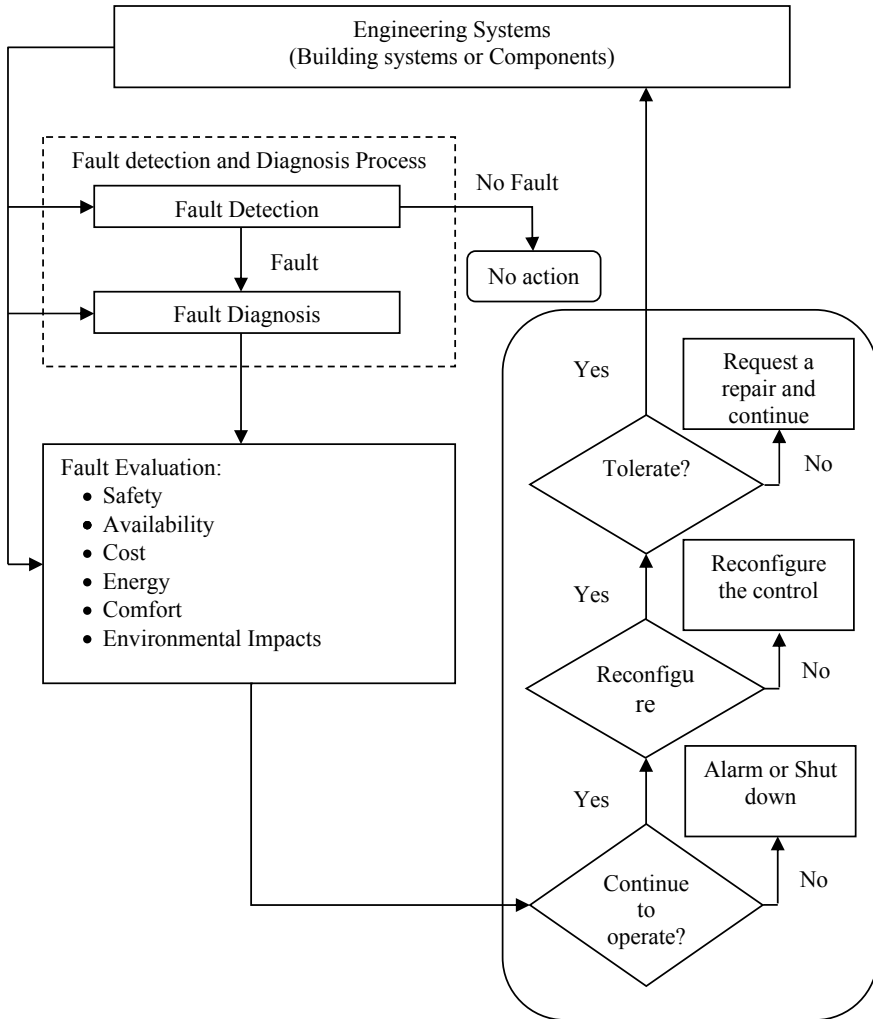 Engineering Systems
(Building systems or Components)
Fault detection and Diagnosis Process
Fault Detection
No Fault
Fault
No action
Fault Diagnosis
Fault Evaluation:
• Safety
• Availability
• Cost
• Energy
• Comfort
• Environmental Impacts
Yes
Request a
repair and
continue
Tolerate?
No
Yes
Reconfigure
the control
Reconfigu
re
No
Yes
Alarm or Shut
down
Continue
to
operate?
No